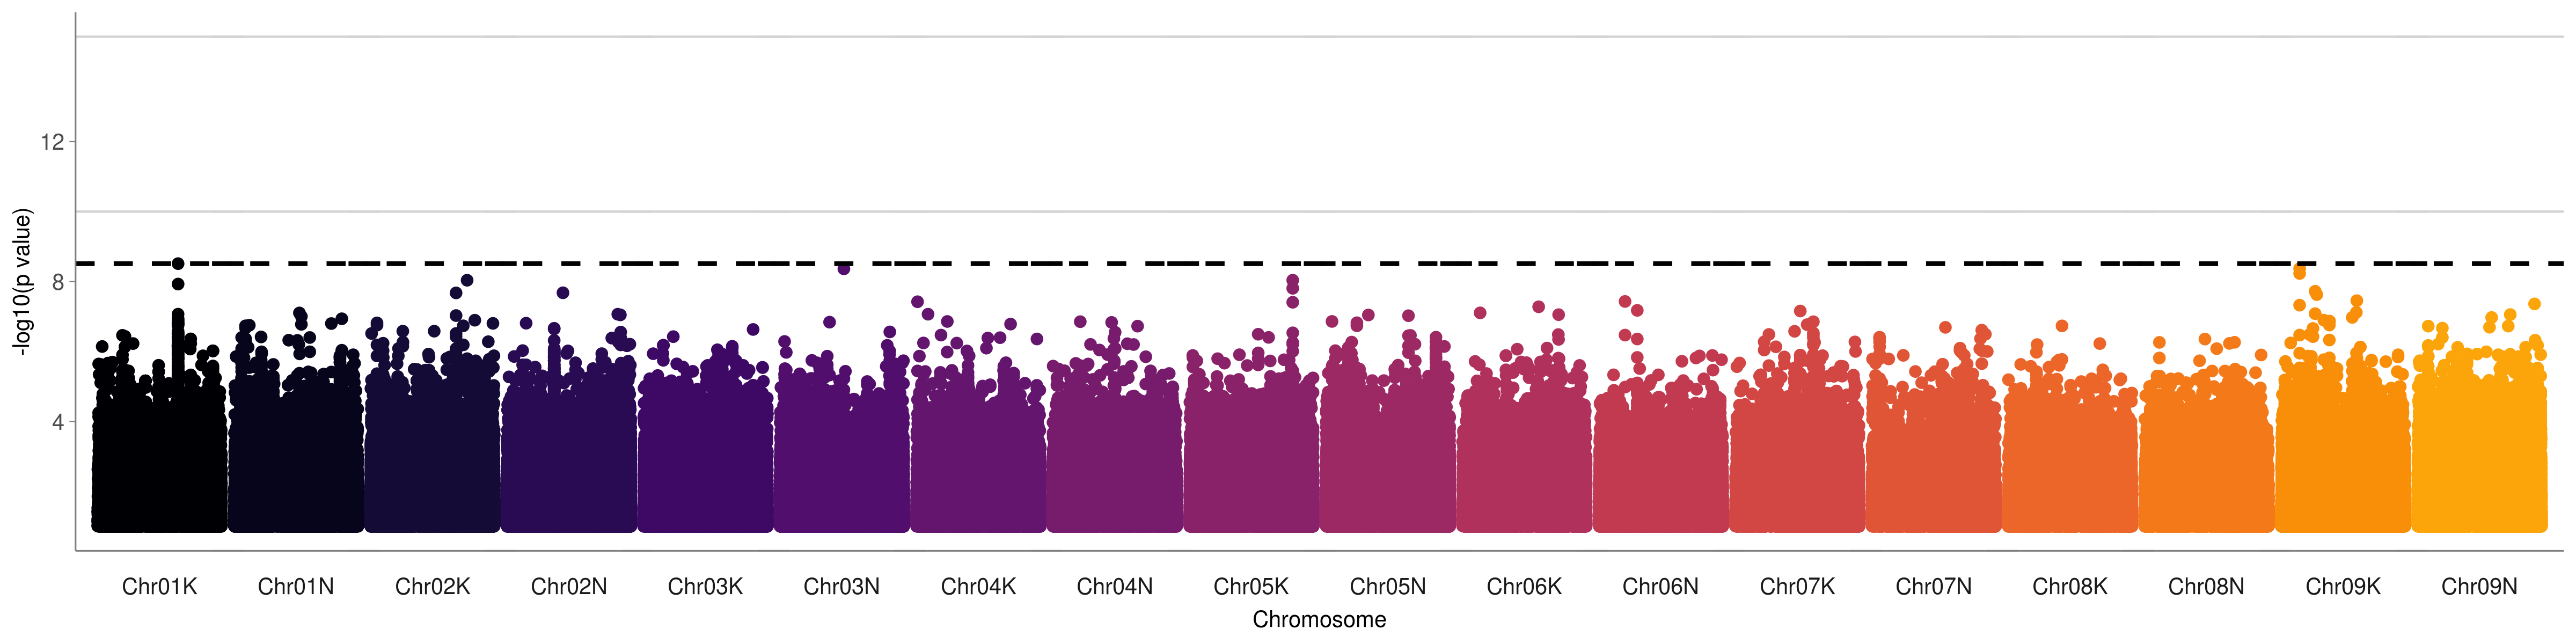 -log10(p value)
12
8
4
Chr01K Chr01N Chr02K Chr02N Chr03K Chr03N Chr04K Chr04N Chr05K Chr05N Chr06K Chr06N Chr07K Chr07N Chr08K Chr08N Chr09K Chr09N
Chromosome